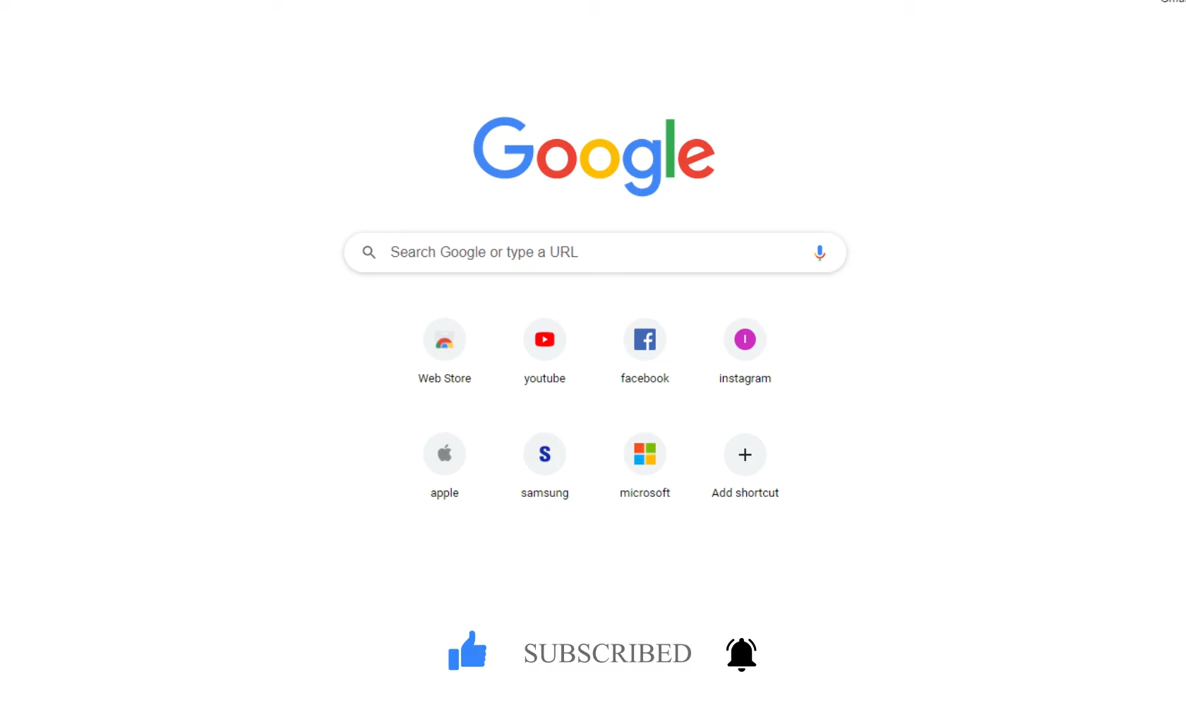 Google
Search Google or type a URL
Web Store youtube facebook instagram
apple samsung microsoft Add shortcut
SUBSCRIBED